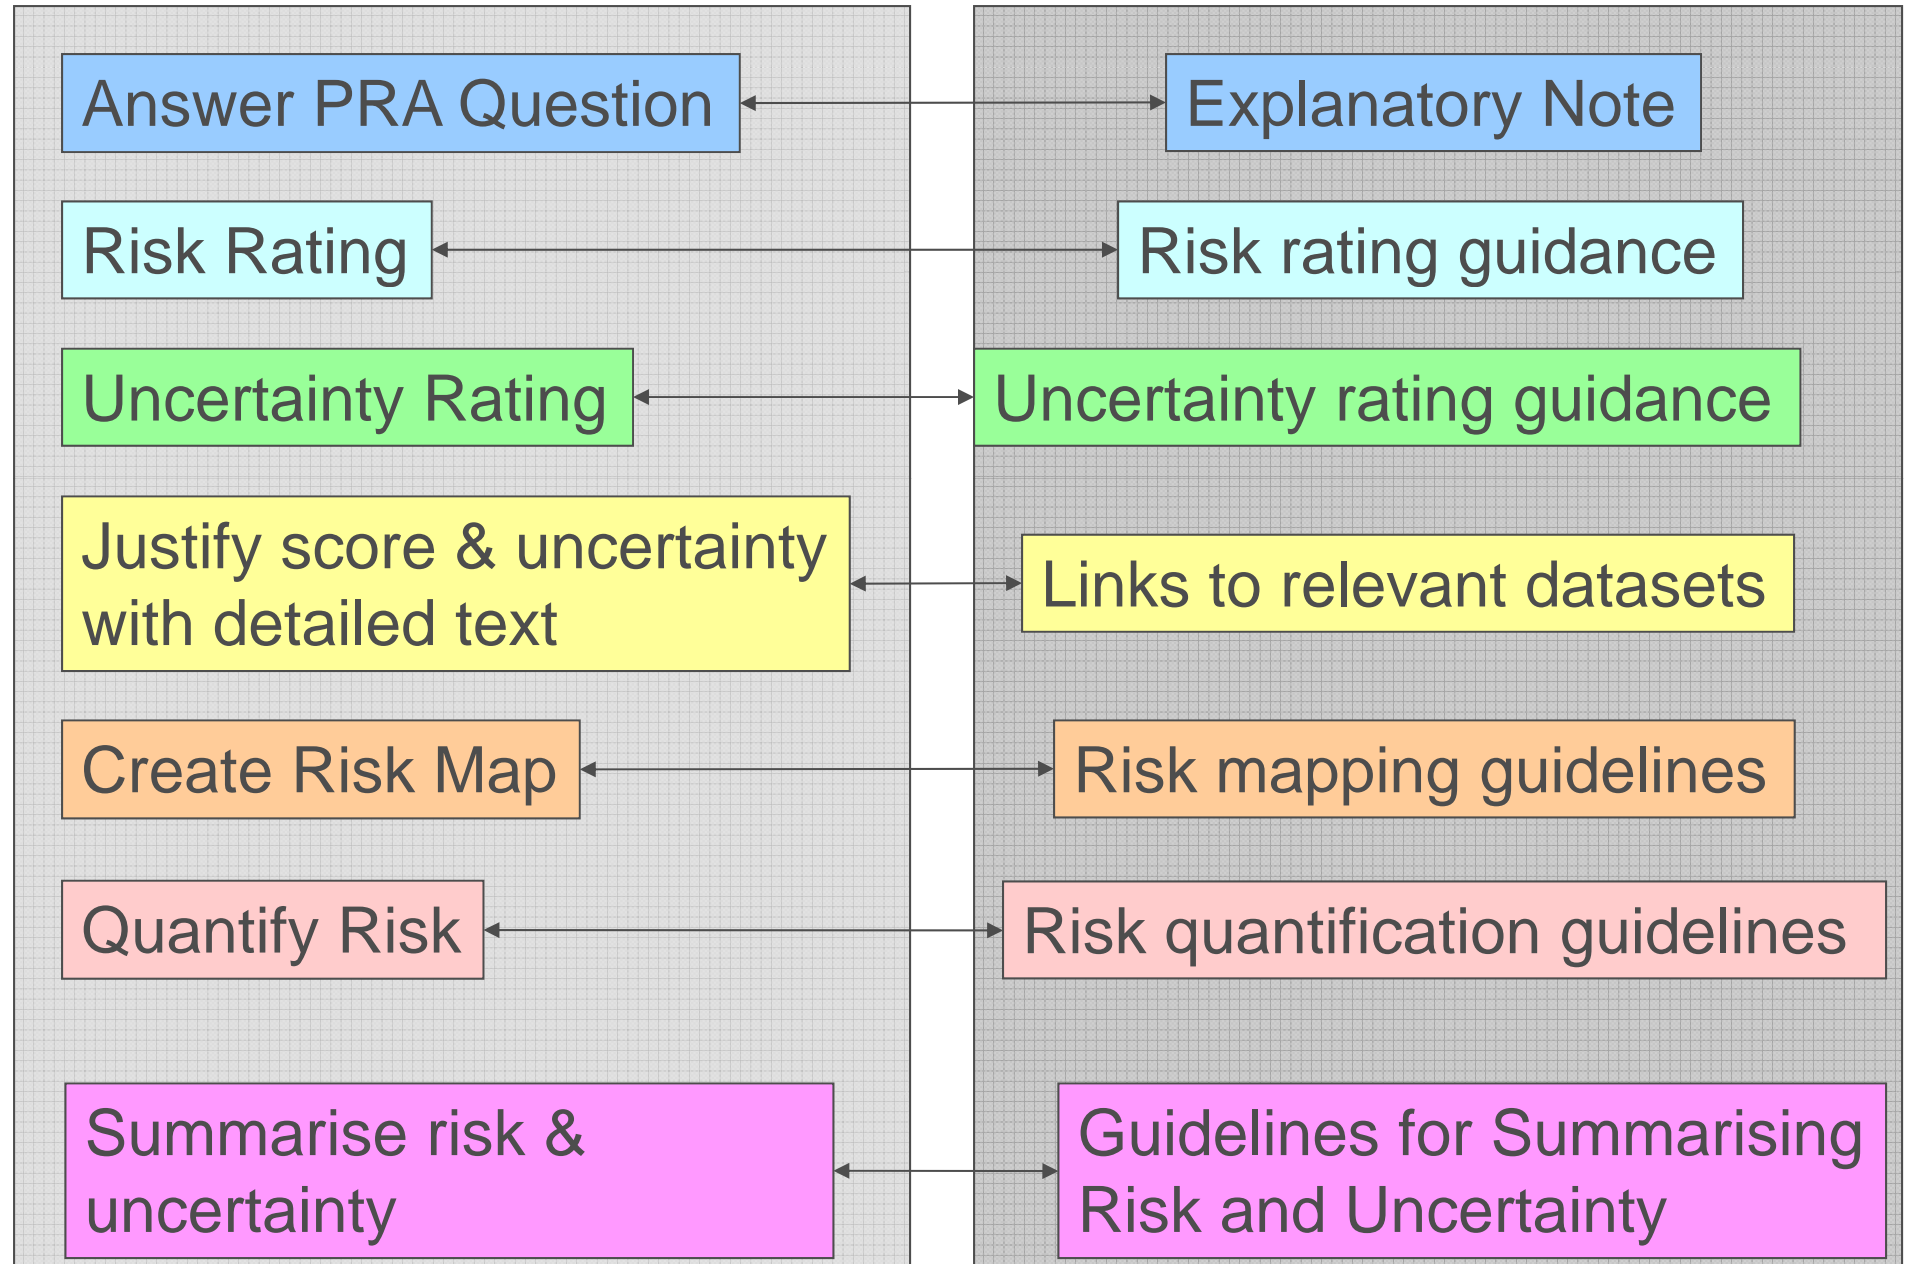 Answer PRA Question
Explanatory Note
Risk Rating
Risk rating guidance
Uncertainty Rating
Uncertainty rating guidance
Justify score & uncertainty
with detailed text
Links to relevant datasets
Create Risk Map
Risk mapping guidelines
Quantify Risk
Risk quantification guidelines
Summarise risk &
uncertainty
Guidelines for Summarising
Risk and Uncertainty